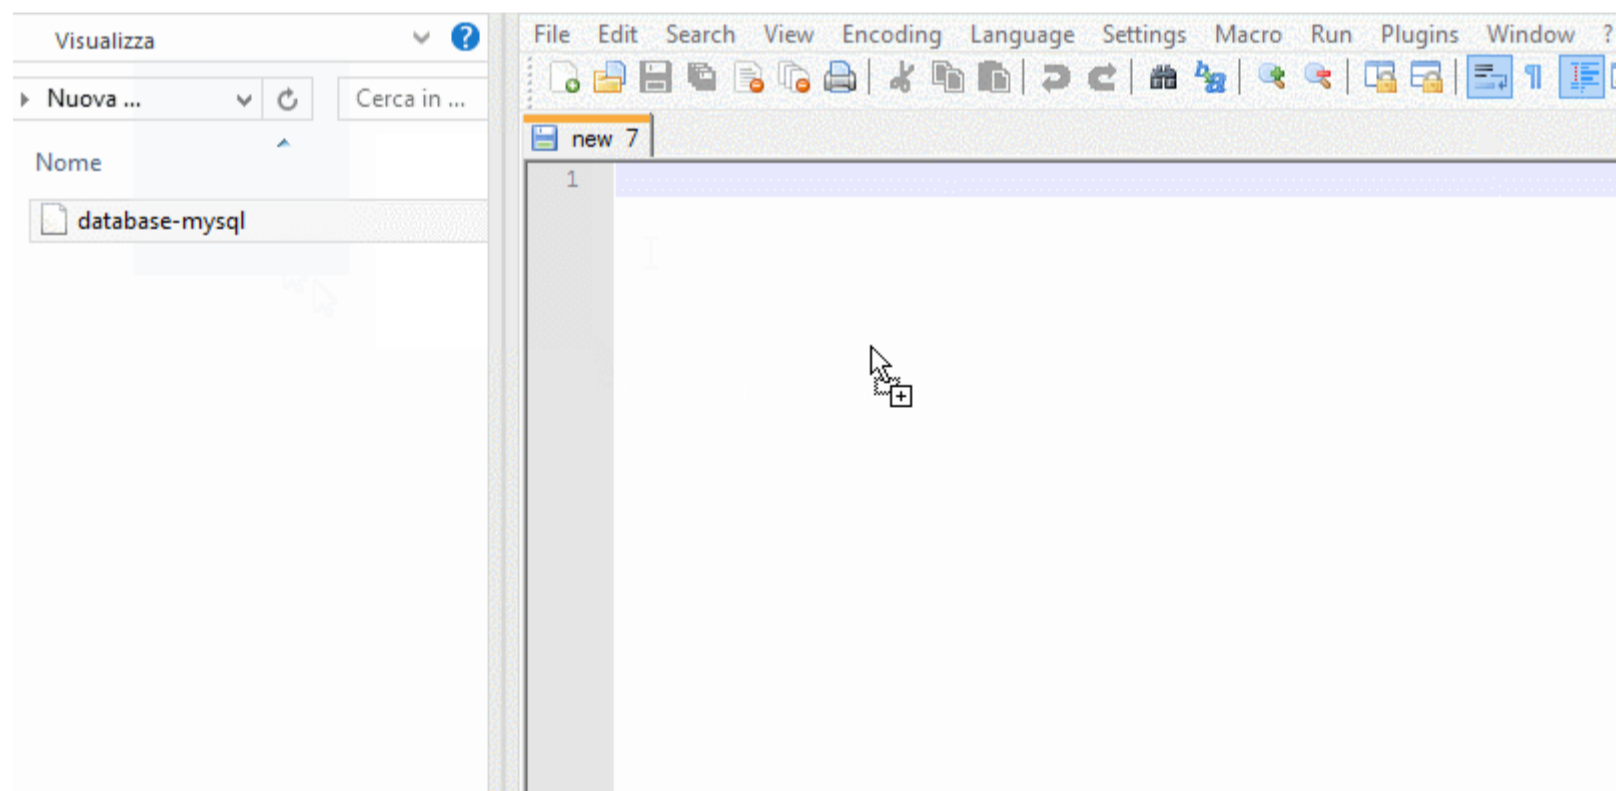 Visualizza
Nuova ...
Cerca in ...
Nome
database-mysql
File Edit Search View Encoding Language Settings Macro Run Plugins Window ?
new 7
1